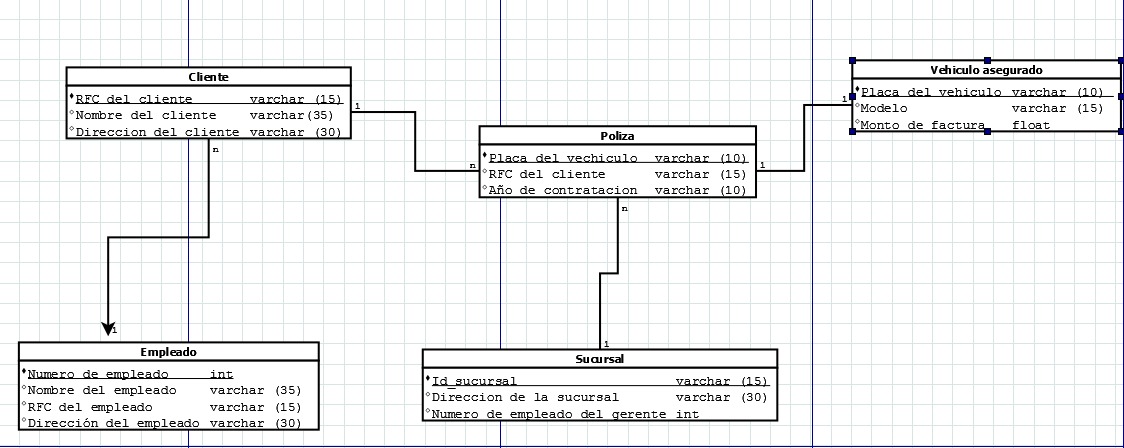 Cliente
RFC del cliente varchar (15)
Nombre del cliente varchar(35)
Direccion del cliente varchar (30)
n
1
Vehiculo asegurado
Placa del vehiculo varchar (10)
Modelo varchar (15)
Monto de factura float
1
Poliza
Placa del vechiculo varchar (10)
RFC del cliente varchar (15)
Año de contratacion varchar (10)
n
1
n
1
Empleado
Numero de empleado int
Nombre del empleado varchar (35)
RFC del empleado varchar (15)
Dirección del empleado varchar (30)
1
Sucursal
Id_sucursal varchar (15)
Direccion de la sucursal varchar (30)
Numero de empleado del gerente int